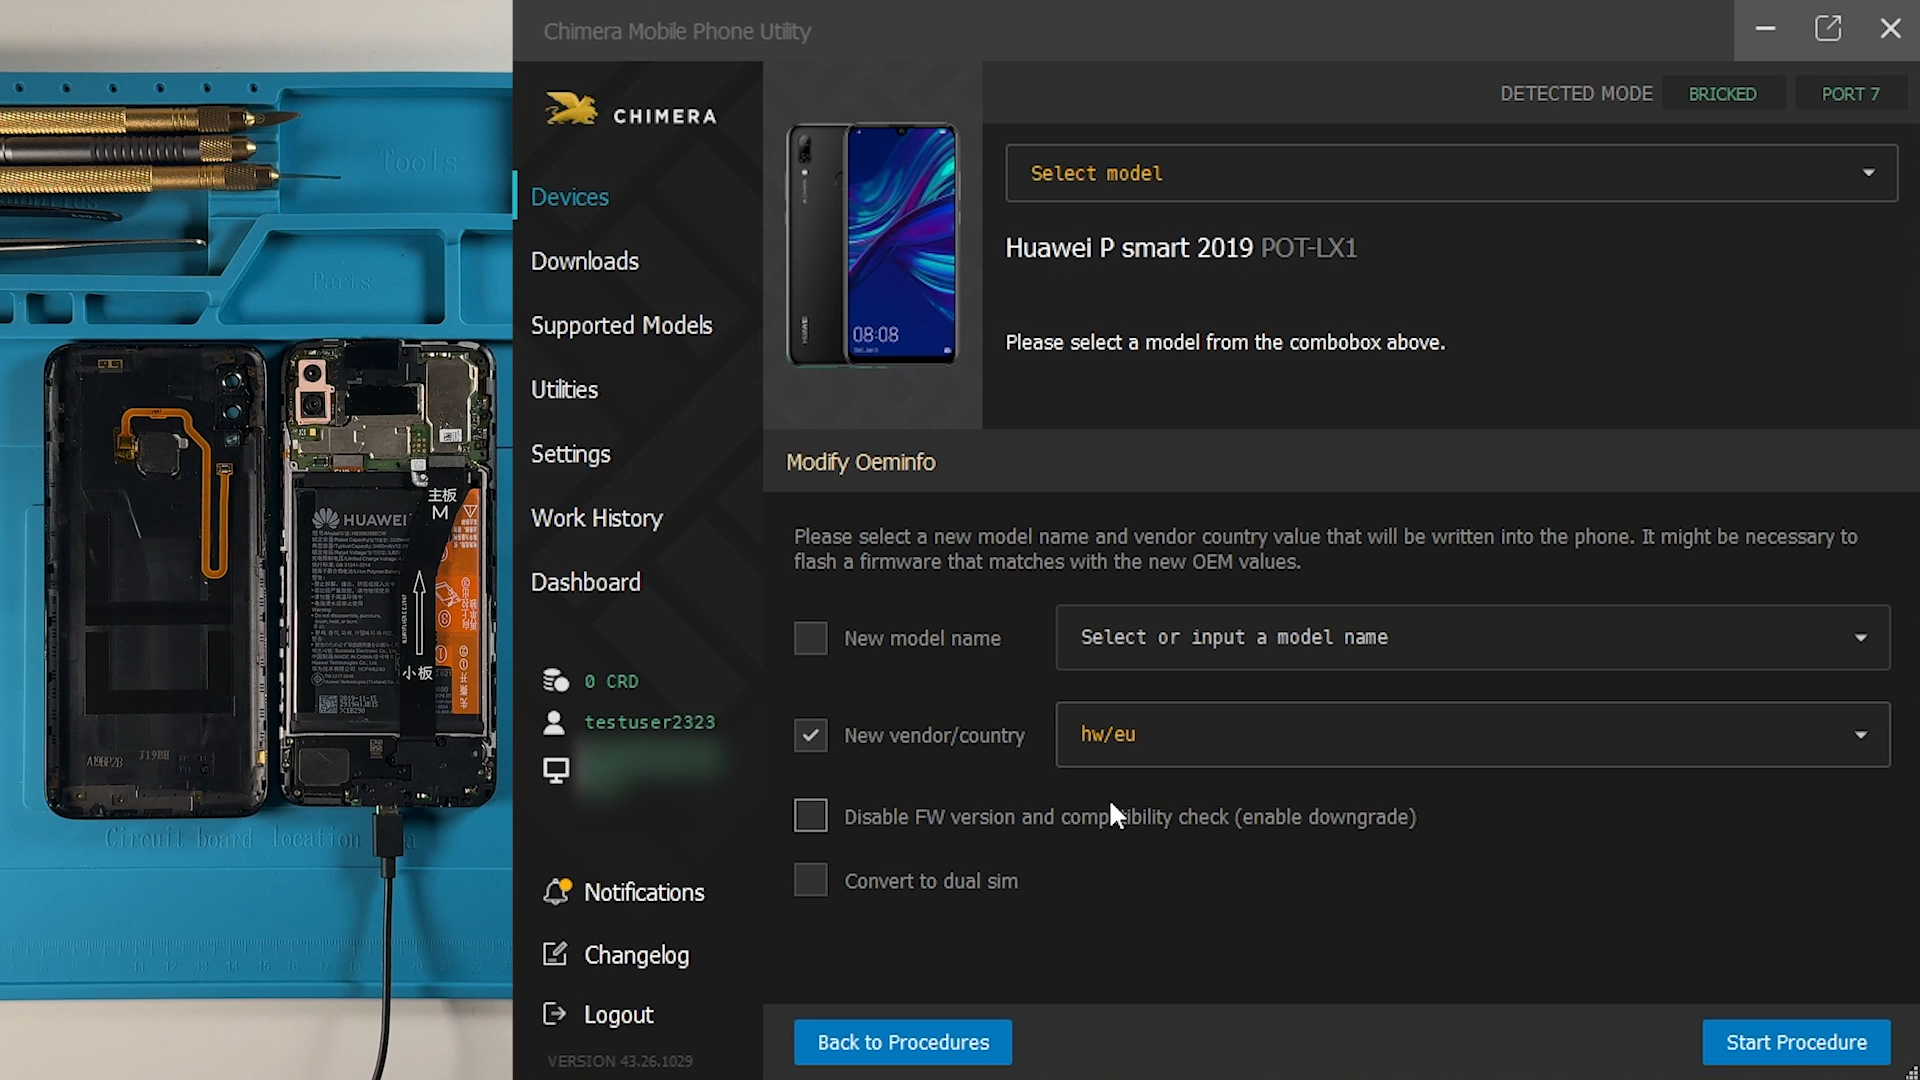 Chimera Mobile Phone Utility
CHIMERA
DETECTED MODE
BRICKED
PORT 7
Devices
Downloads
Supported Models
Utilities
Settings
Work History
Dashboard
0 CRD
testuser2323
Notifications
Changelog
Logout
VERSION 43.26.1029
Select model
Huawei P smart 2019 POT-LX1
Please select a model from the combobox above.
08:08
Modify Oeminfo
Please select a new model name and vendor country value that will be written into the phone. It might be necessary to
flash a firmware that matches with the new OEM values.
New model name
Select or input a model name
New vendor/country
hw/eu
Disable FW version and compatibility check (enable downgrade)
Convert to dual sim
Back to Procedures
Start Procedure
Tools
Parts
主板
M
HUAWEI
小板
Circuit board location